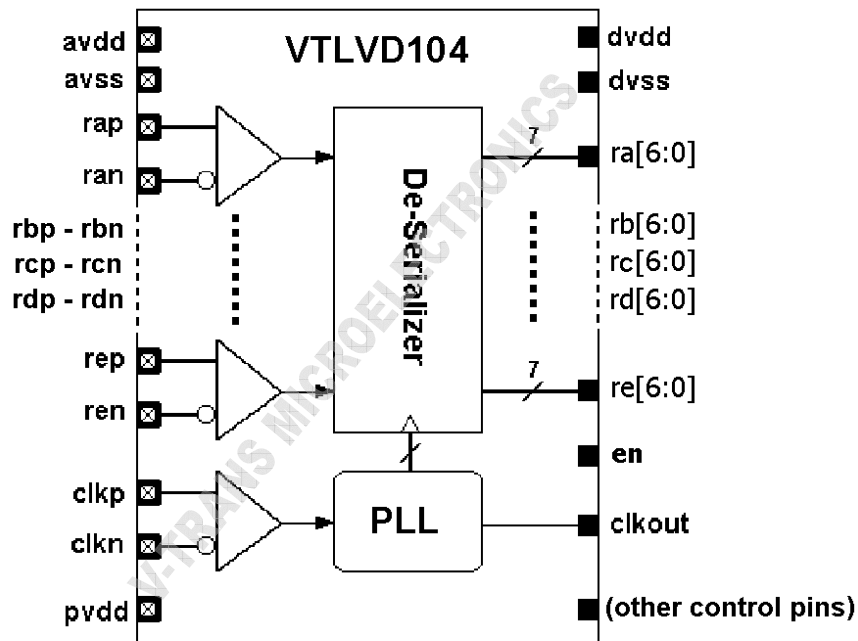 VTLVD104
avdd
avss
rap
ran
rbp - rbn
rcp - rcn
rdp - rdn
rep
ren
clkp
clkn
pvdd
De-Serializer
PLL
7
7
dvdd
dvss
ra[6:0]
rb[6:0]
rc[6:0]
rd[6:0]
re[6:0]
en
clkout
(other control pins)
V-TRANS MICROELECTRONICS